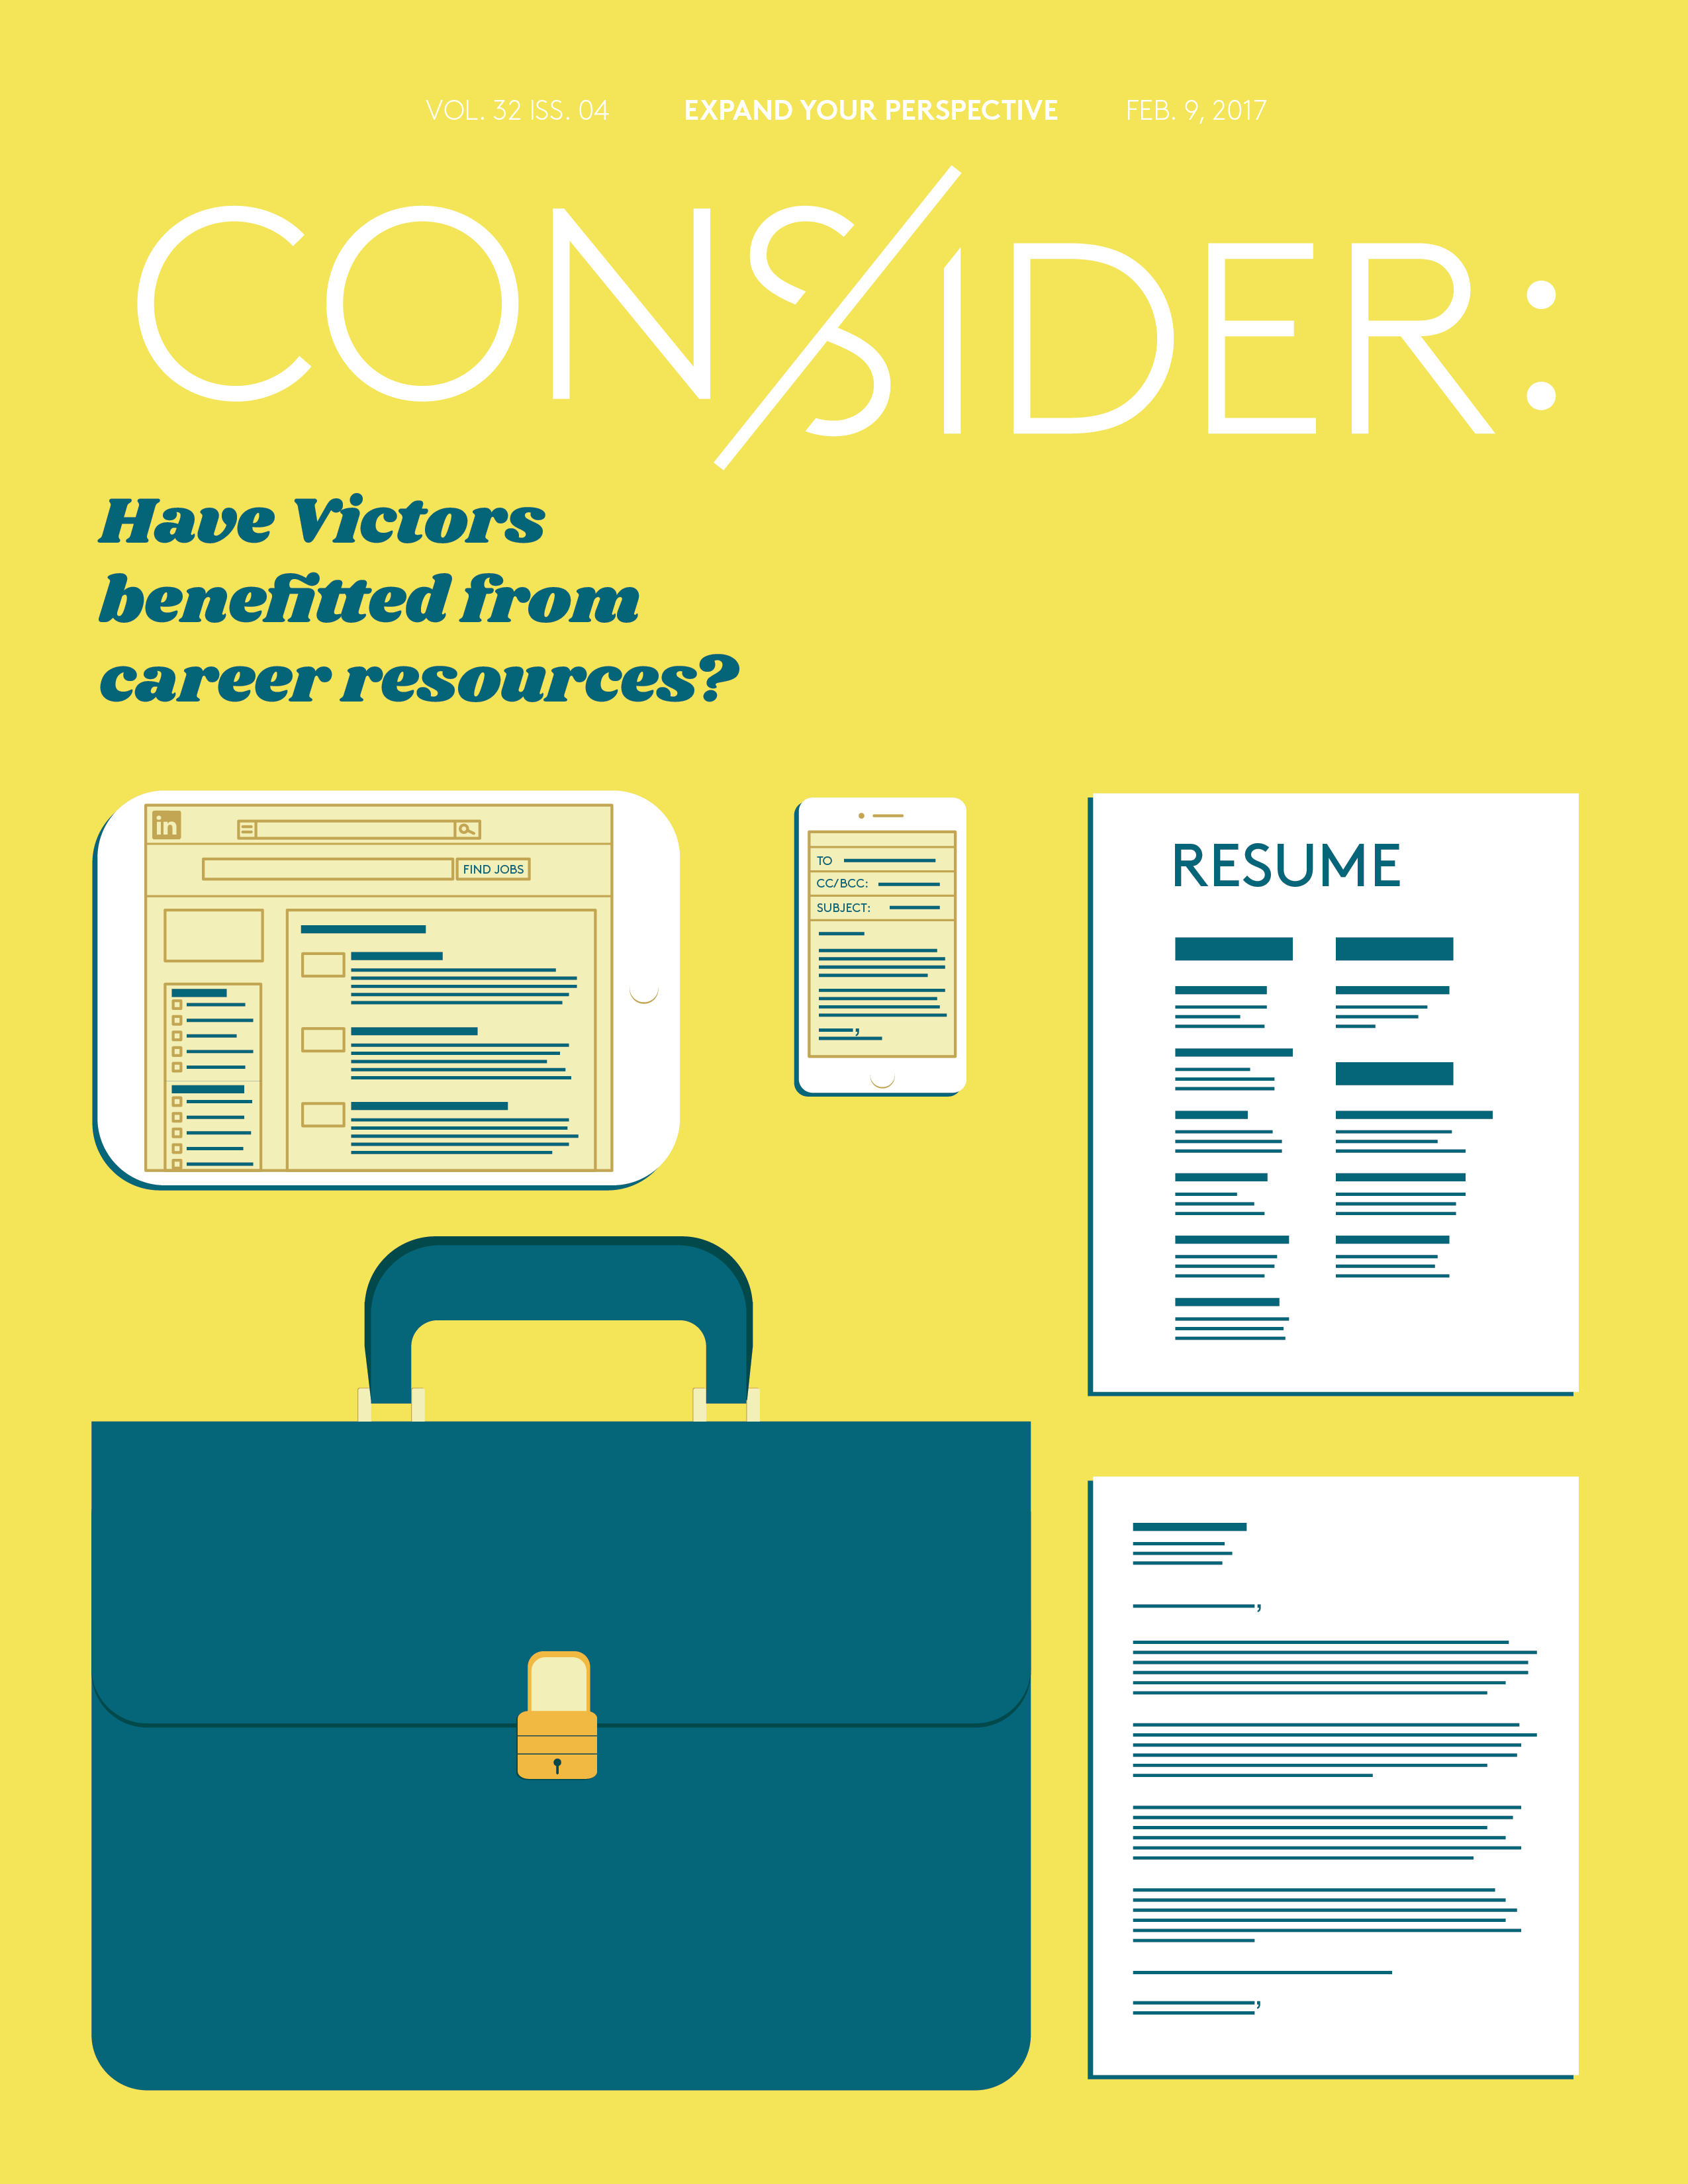 VOL. 32 ISS. 04 EXPAND YOUR PERSPECTIVE FEB. 9, 2017
CONSIDER:
Have Victors
benefitted from
career resources?
in
FIND JOBS
TO
CC/BCC:
SUBJECT:
,
RESUME
,
,